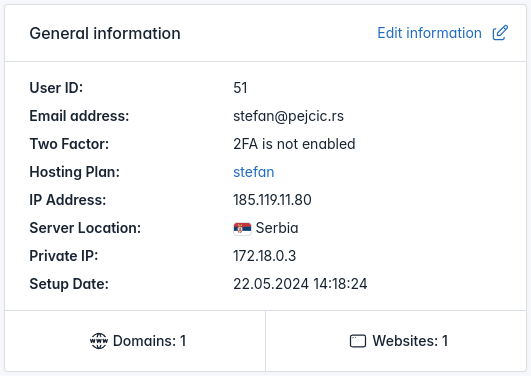 General information Edit information
User ID: 51
Email address: stefan@pejcic.rs
Two Factor: 2FA is not enabled
Hosting Plan: stefan
IP Address: 185.119.11.80
Server Location: Serbia
Private IP: 172.18.0.3
Setup Date: 22.05.2024 14:18:24
www Domains: 1 Websites: 1